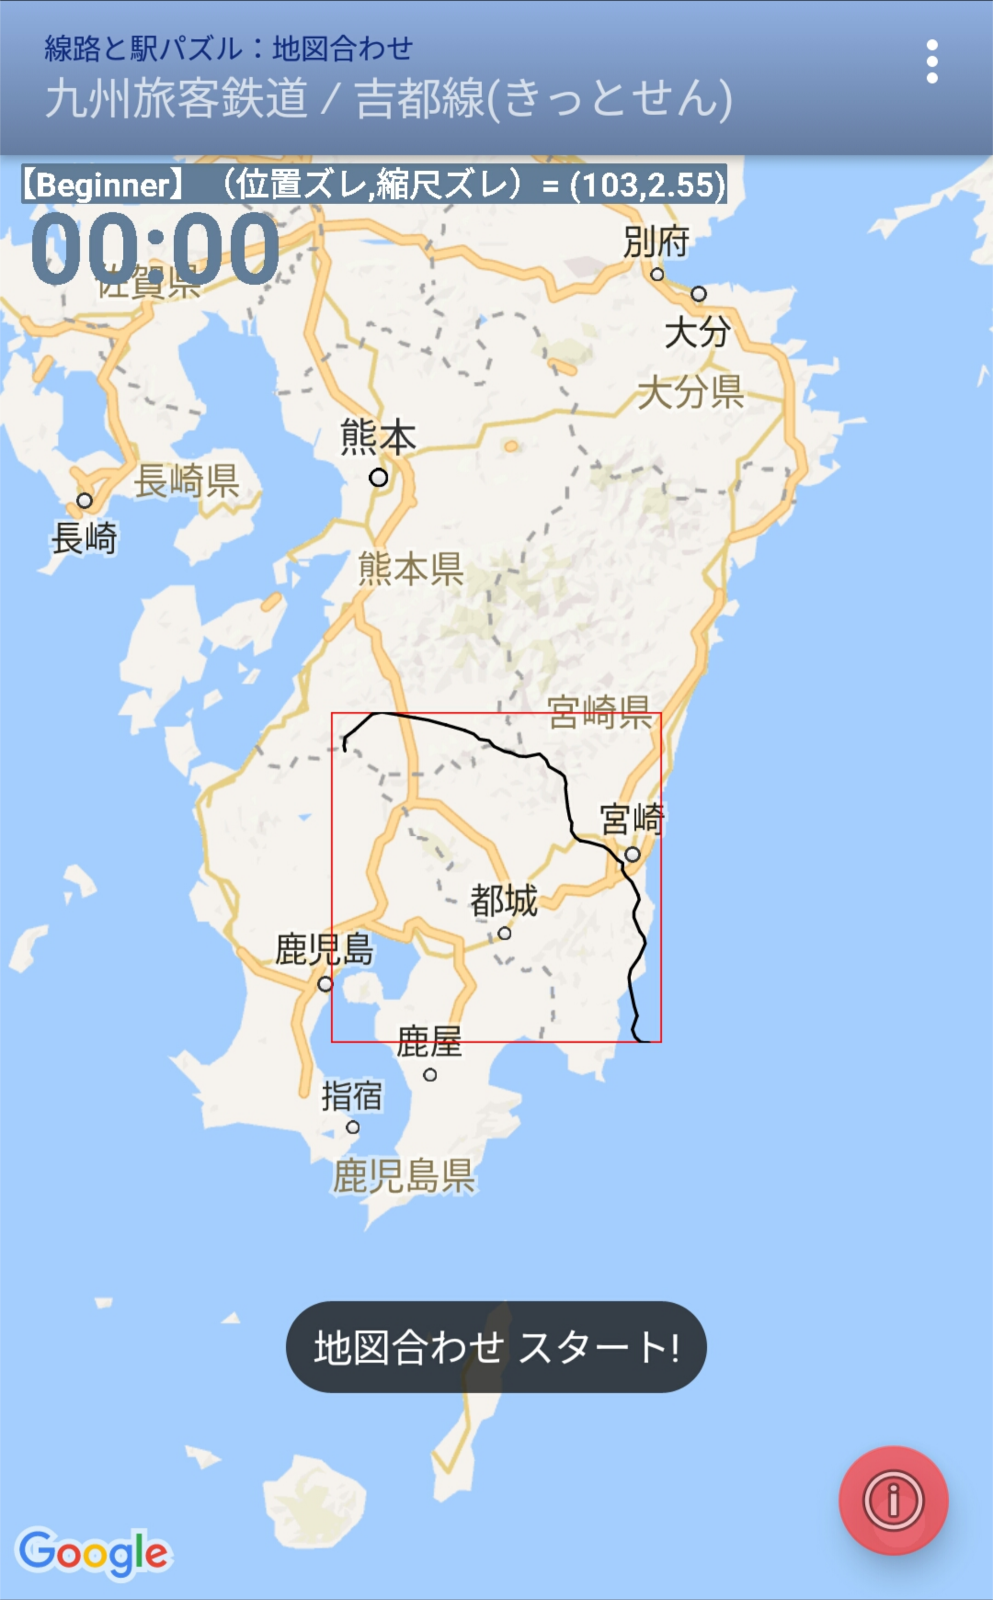 線路と駅パズル：地図合わせ
九州旅客鉄道 / 吉都線(きっとせん)
【Beginner】 （位置ズレ,縮尺ズレ）= (103,2.55)
00:00
別府
佐賀県
大分
大分県
熊本
長崎県
長崎
熊本県
宮崎県
宮崎
都城
鹿児島
鹿屋
指宿
鹿児島県
地図合わせ スタート!
Google